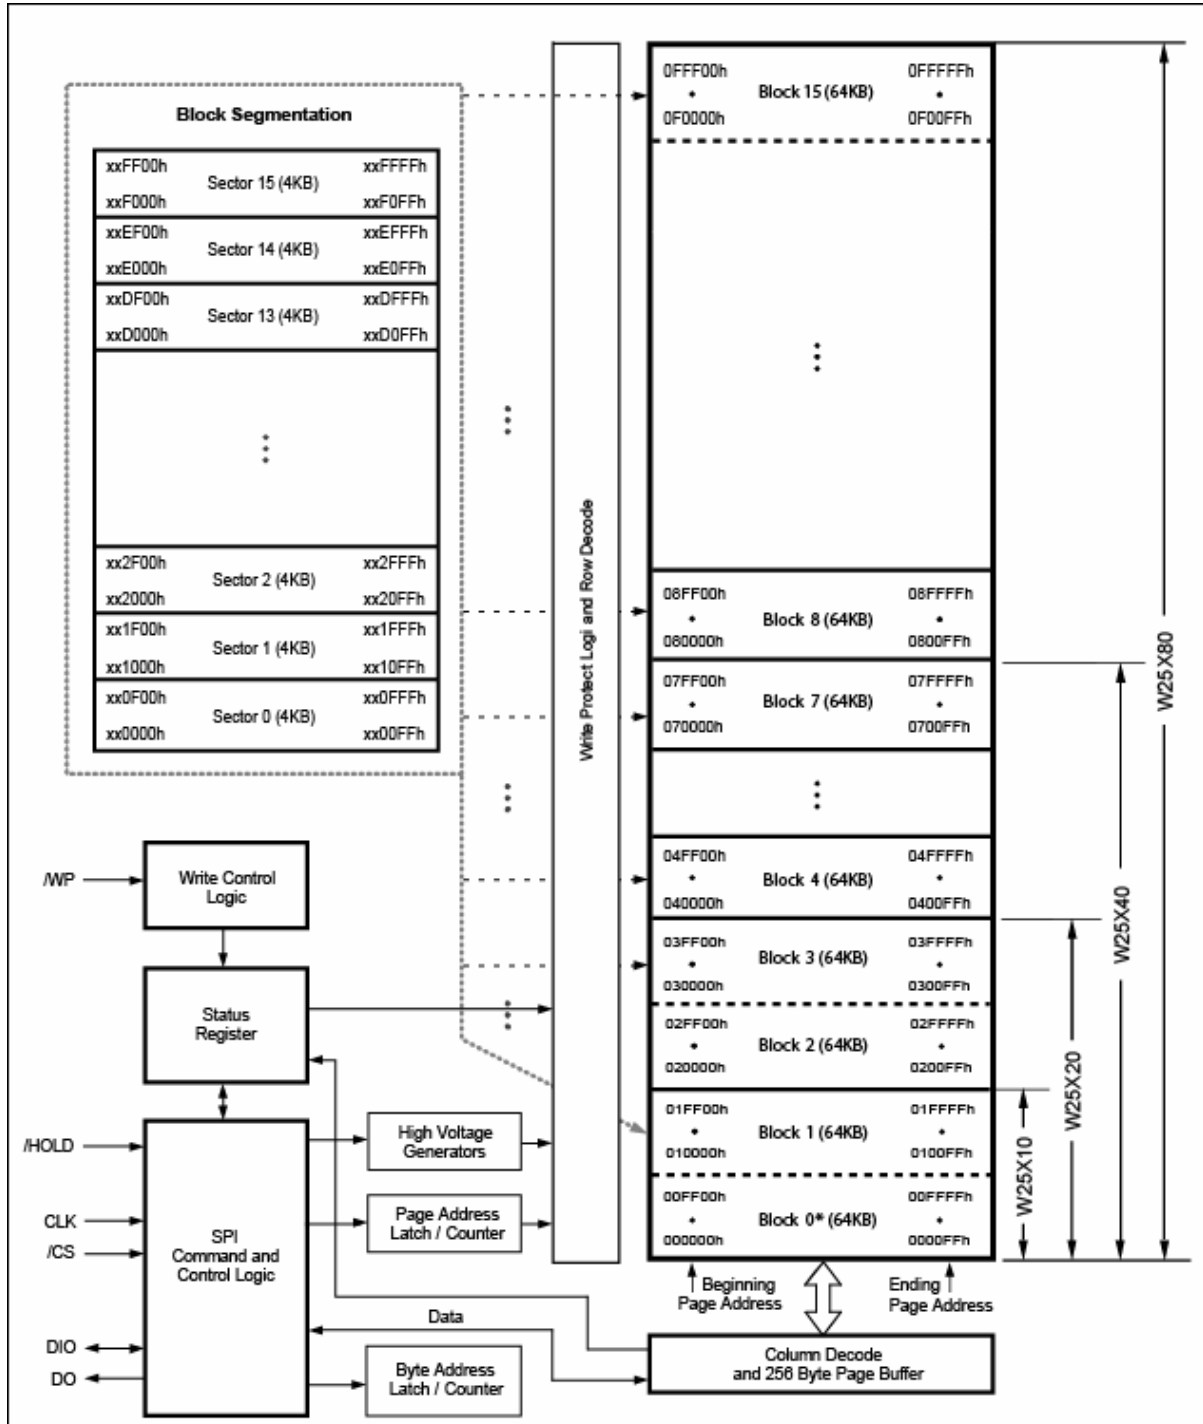 Block Segmentation
xxFF00h xxFFFFh
Sector 15 (4KB)
xxF000h xxF0FFh
xxEF00h xxEFFFh
Sector 14 (4KB)
xxE000h xxE0FFh
xxDF00h xxDFFFh
Sector 13 (4KB)
xxD000h xxD0FFh
xx2F00h xx2FFFh
Sector 2 (4KB)
xx2000h xx20FFh
xx1F00h xx1FFFh
Sector 1 (4KB)
xx1000h xx10FFh
xx0F00h xx0FFFh
Sector 0 (4KB)
xx0000h xx00FFh
Write Protect Logi and Row Decode
0FFF00h 0FFFFFh
Block 15 (64KB)
0F0000h 0F00FFh
08FF00h 08FFFFh
Block 8 (64KB)
080000h 0800FFh
07FF00h 07FFFFh
Block 7 (64KB)
070000h 0700FFh
04FF00h 04FFFFh
Block 4 (64KB)
040000h 0400FFh
03FF00h 03FFFFh
Block 3 (64KB)
030000h 0300FFh
02FF00h 02FFFFh
Block 2 (64KB)
020000h 0200FFh
01FF00h 01FFFFh
Block 1 (64KB)
010000h 0100FFh
00FF00h 00FFFFh
Block 0* (64KB)
000000h 0000FFh
W25X10
W25X20
W25X40
W25X80
Beginning
Page Address
Ending
Page Address
Column Decode
and 256 Byte Page Buffer
/WP
Write Control
Logic
Status
Register
/HOLD
CLK
/CS
DIO
DO
SPI
Command and
Control Logic
High Voltage
Generators
Page Address
Latch / Counter
Data
Byte Address
Latch / Counter